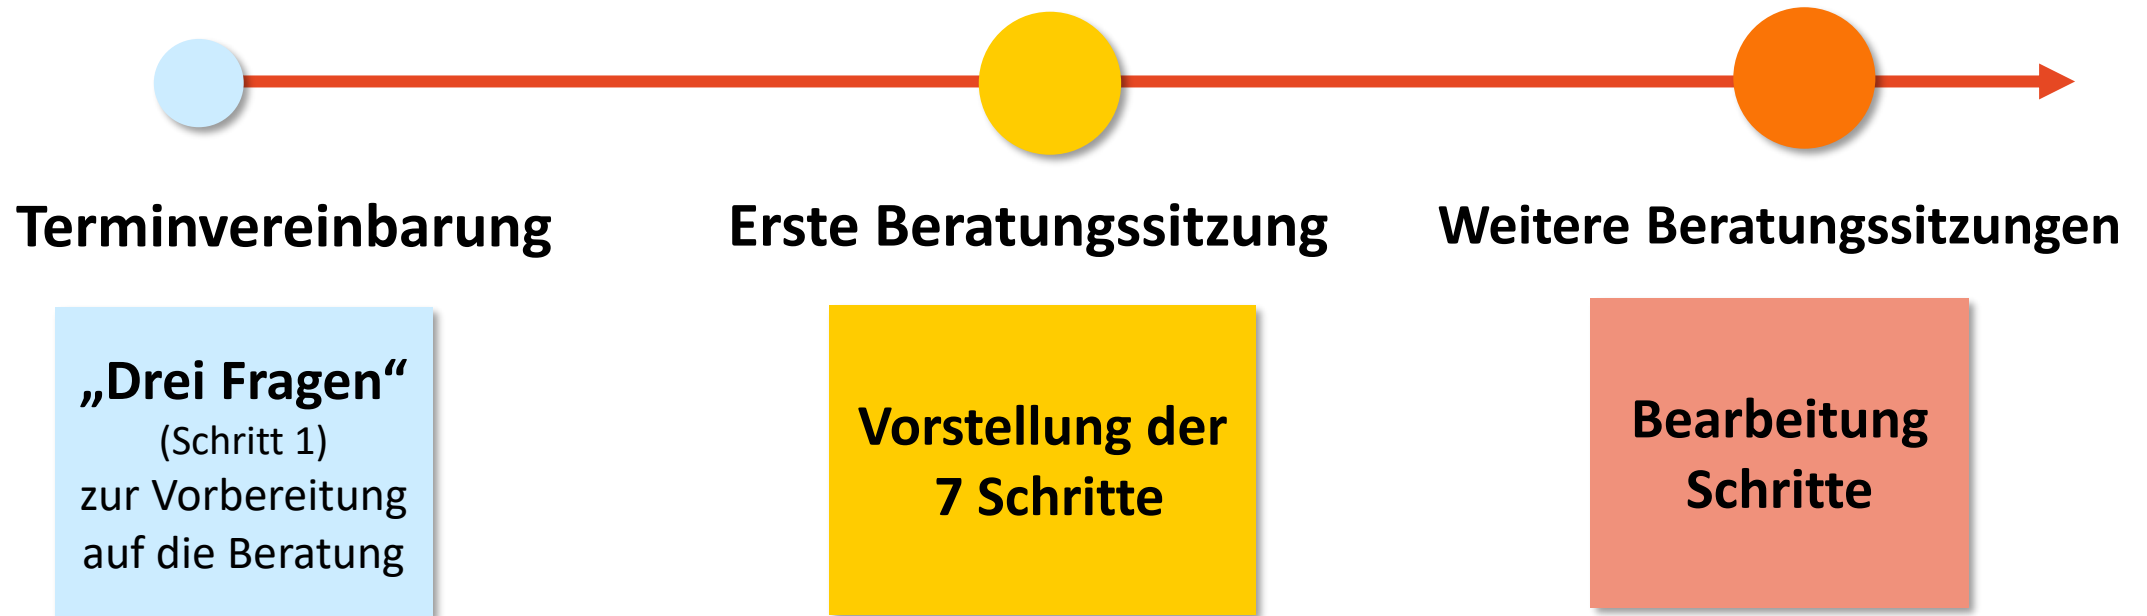 Terminvereinbarung
Erste Beratungssitzung
Weitere Beratungssitzungen
„Drei Fragen“
(Schritt 1)
zur Vorbereitung
auf die Beratung
Vorstellung der
7 Schritte
Bearbeitung
Schritte